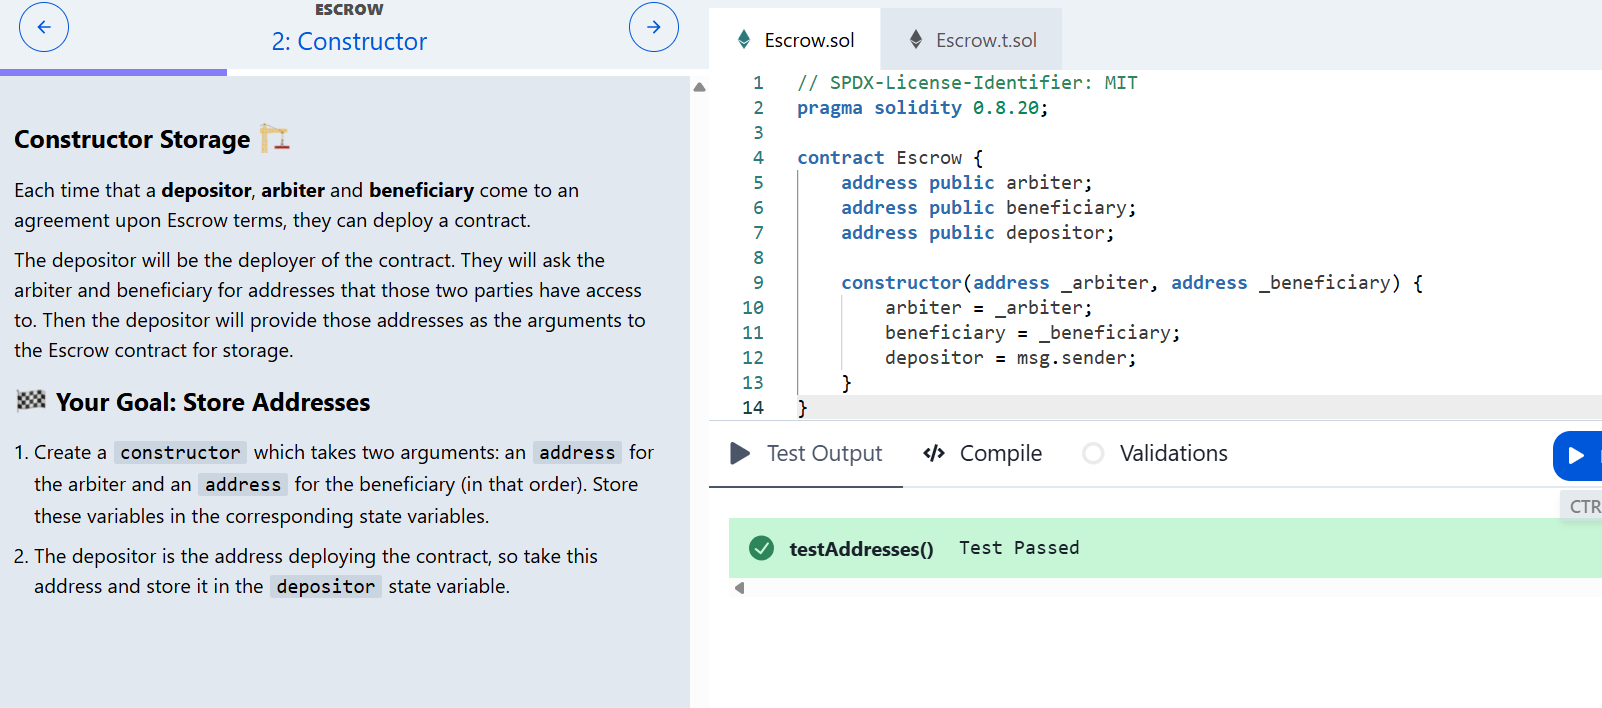 ESCROW
2: Constructor
Constructor Storage
Each time that a depositor, arbiter and beneficiary come to an
agreement upon Escrow terms, they can deploy a contract.
The depositor will be the deployer of the contract. They will ask the
arbiter and beneficiary for addresses that those two parties have access
to. Then the depositor will provide those addresses as the arguments to
the Escrow contract for storage.
Your Goal: Store Addresses
1. Create a constructor which takes two arguments: an address for
the arbiter and an address for the beneficiary (in that order). Store
these variables in the corresponding state variables.
2. The depositor is the address deploying the contract, so take this
address and store it in the depositor state variable.
Escrow.sol
Escrow.t.sol
1 // SPDX-License-Identifier: MIT
2 pragma solidity 0.8.20;
3
4 contract Escrow {
5 address public arbiter;
6 address public beneficiary;
7 address public depositor;
8
9 constructor(address _arbiter, address _beneficiary) {
10 arbiter = _arbiter;
11 beneficiary = _beneficiary;
12 depositor = msg.sender;
13 }
14 }
Test Output
Compile
Validations
CTR
testAddresses() Test Passed